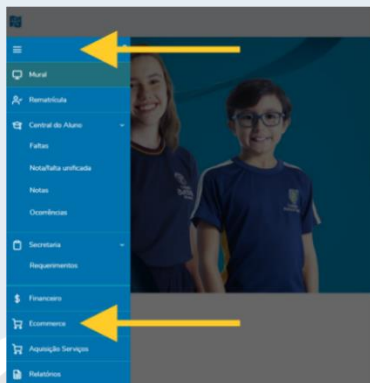 Mural
Rematrícula
Central do Aluno
Faltas
Nota/falta unificada
Notas
Ocorrências
Secretaria
Requerimentos
Financeiro
Ecommerce
Aquisição Serviços
Relatórios